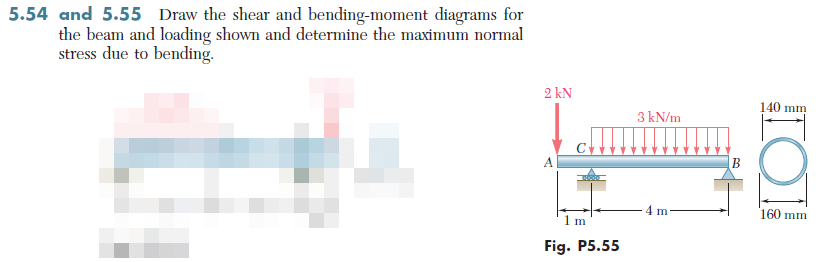 5.54 and 5.55 Draw the shear and bending-moment diagrams for
the beam and loading shown and determine the maximum normal
stress due to bending.
2 kN
3 kN/m
140 mm
C
A
B
1 m
4 m
160 mm
Fig. P5.55